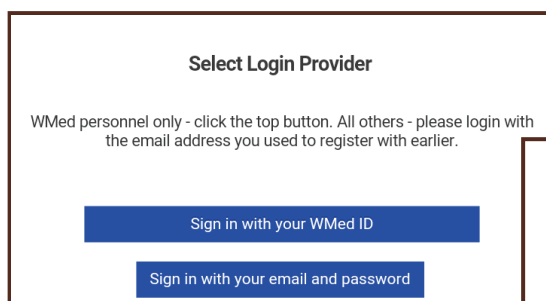 Select Login Provider
WMed personnel only - click the top button. All others - please login with
the email address you used to register with earlier.
Sign in with your WMed ID
Sign in with your email and password